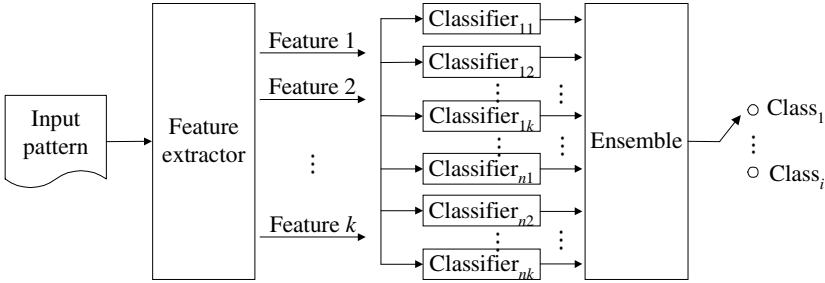 Input
pattern
Feature
extractor
Feature 1
Feature 2
⋮
Feature k
Classifier₁₁
Classifier₁₂
⋮ ⋮
Classifier₁ₖ
⋮ ⋮
Classifierₙ₁
Classifierₙ₂
⋮ ⋮
Classifierₙₖ
Ensemble
Class₁
⋮
Classᵢ